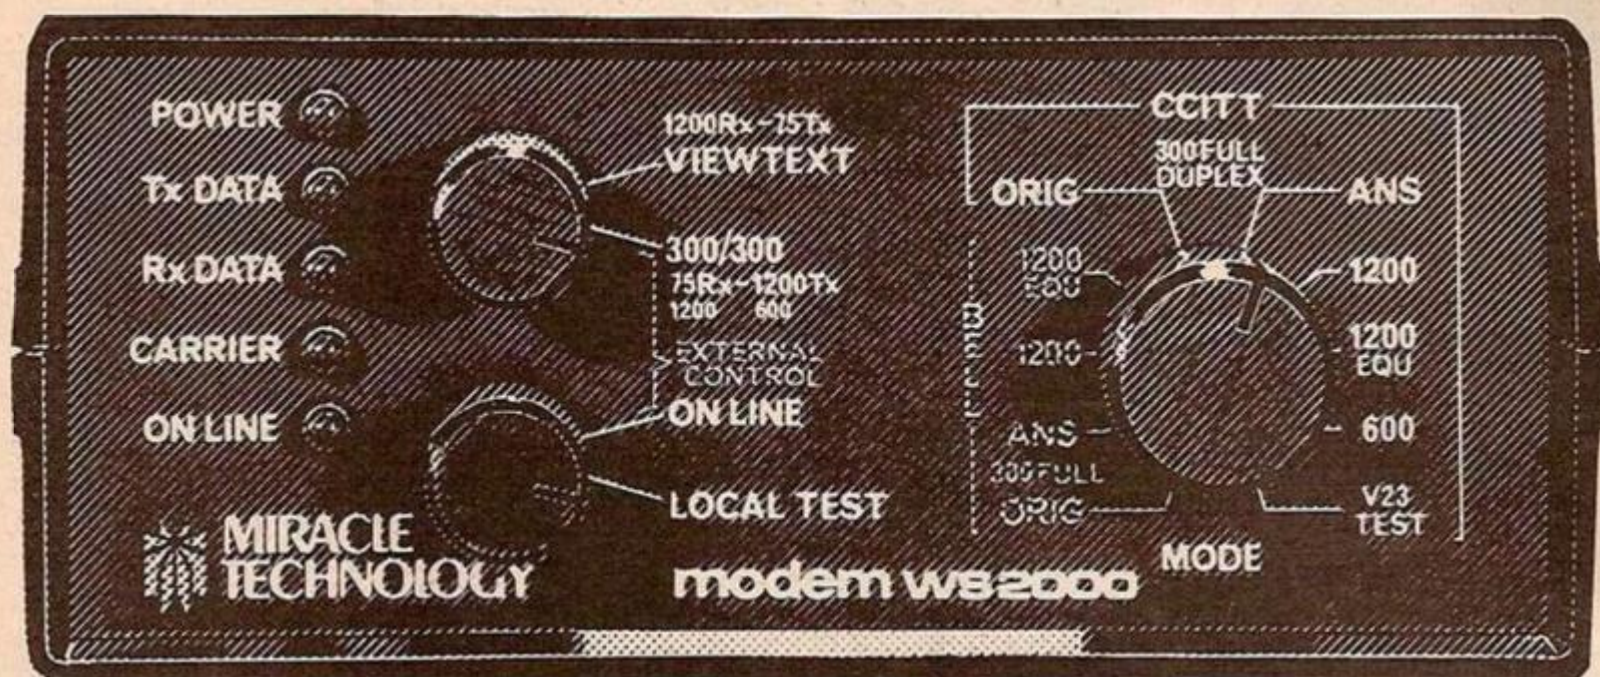 POWER
Tx DATA
Rx DATA
CARRIER
ON LINE
MIRACLE
TECHNOLOGY
1200Rx-75Tx
VIEWTEXT
300/300
75Rx-1200Tx
1200 600
EXTERNAL
CONTROL
ON LINE
LOCAL TEST
modem WS2000
CCITT
300 FULL
DUPLEX
ORIG
ANS
1200
EQU
1200
ANS
300 FULL
ORIG
BELL
1200
1200
EQU
600
V23
TEST
MODE